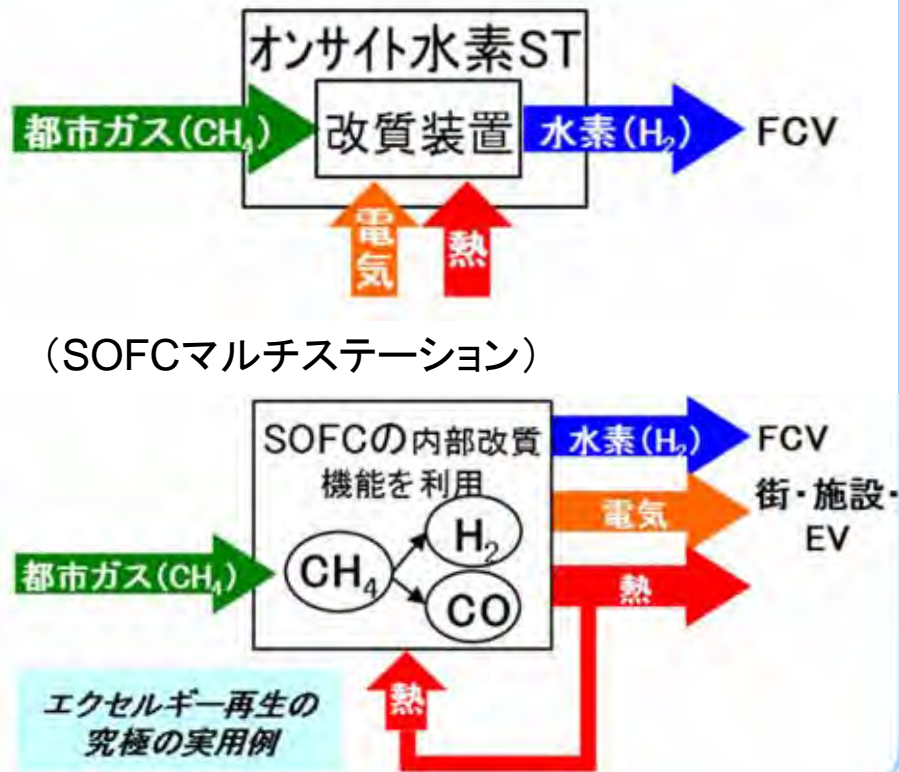 オンサイト水素ST
都市ガス(CH₄)
改質装置
水素(H₂)
FCV
電気
熱
(SOFCマルチステーション)
SOFCの内部改質
機能を利用
水素(H₂)
FCV
電気
街・施設・
EV
都市ガス(CH₄)
CH₄
H₂
CO
熱
熱
エクセルギー再生の
究極の実用例